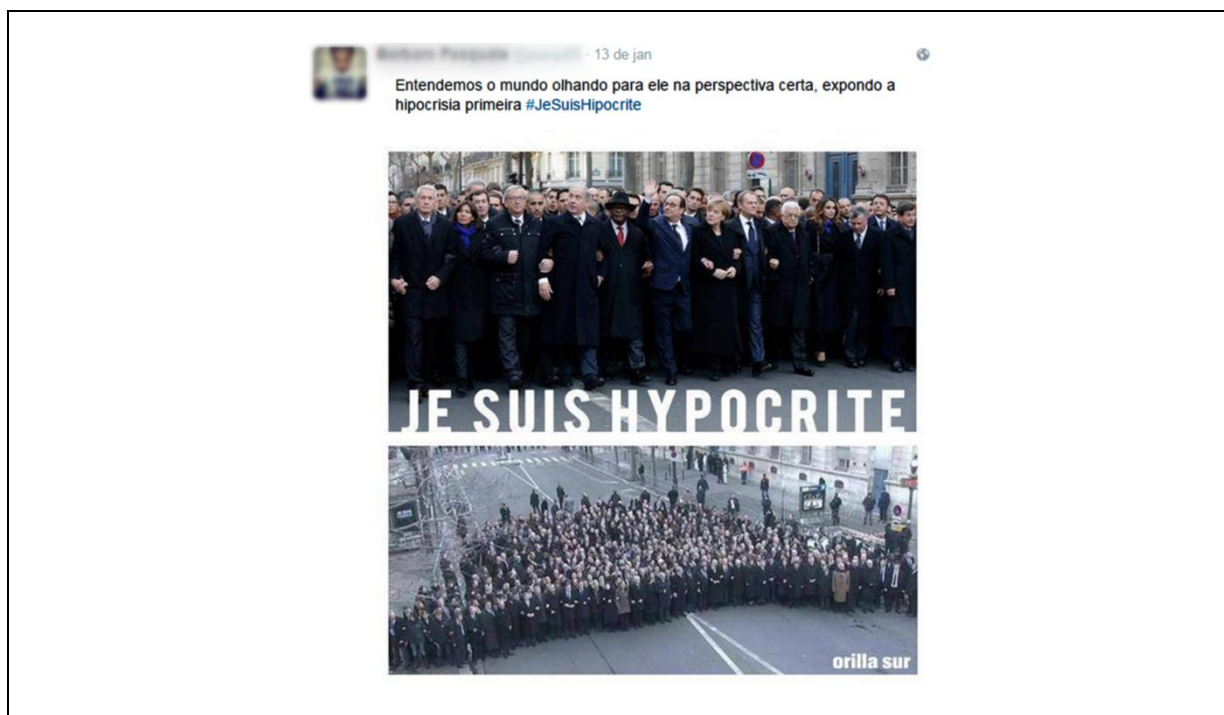 · 13 de jan
Entendemos o mundo olhando para ele na perspectiva certa, expondo a
hipocrisia primeira #JeSuisHipocrite
JE SUIS HYPOCRITE
orilla sur